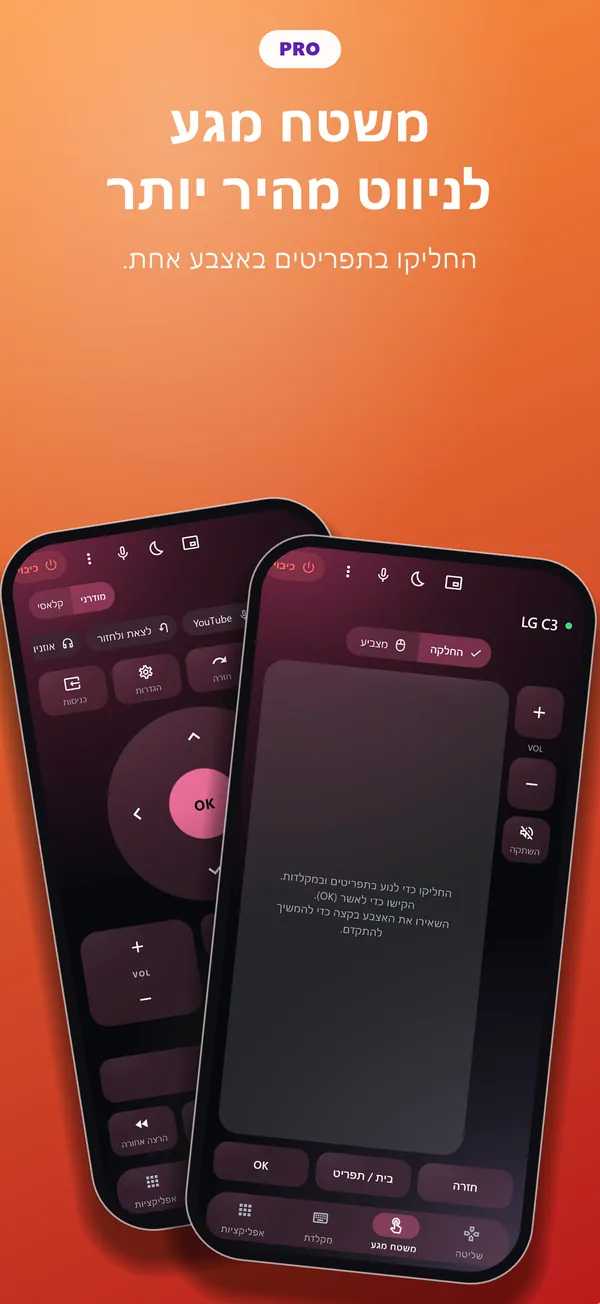 PRO
משטח מגע
לניווט מהיר יותר
החליקו בתפריטים באצבע אחת.
כיבוי
מודרני
קלאסי
YouTube
לצאת ולחזור
חזרה
הגדרות
כניסות
OK
+
VOL
−
הרצה אחורה
אפליקציות
LG C3
החלקה
מצביע
+
VOL
−
השתקה
החליקו כדי לנוע בתפריטים ובמקלדות.
הקישו כדי לאשר (OK).
השאירו את האצבע בקצה כדי להמשיך
להתקדם.
חזרה
בית / תפריט
OK
שליטה
משטח מגע
מקלדת
אפליקציות